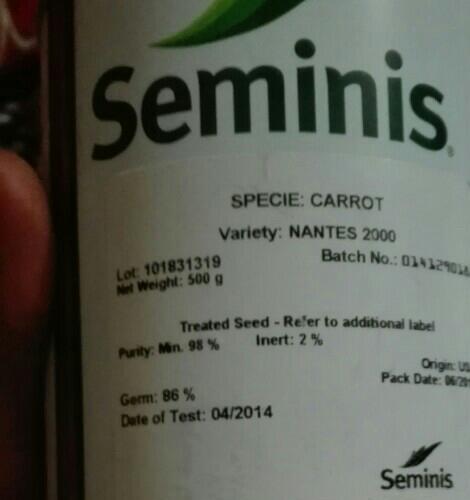 Seminis
SPECIE: CARROT
Variety: NANTES 2000
Lot: 101831319
Batch No.:
Net Weight: 500 g
Treated Seed - Refer to additional label
Purity: Min. 98 %
Inert: 2 %
Origin:
Pack Date:
Germ: 86 %
Date of Test: 04/2014
Seminis